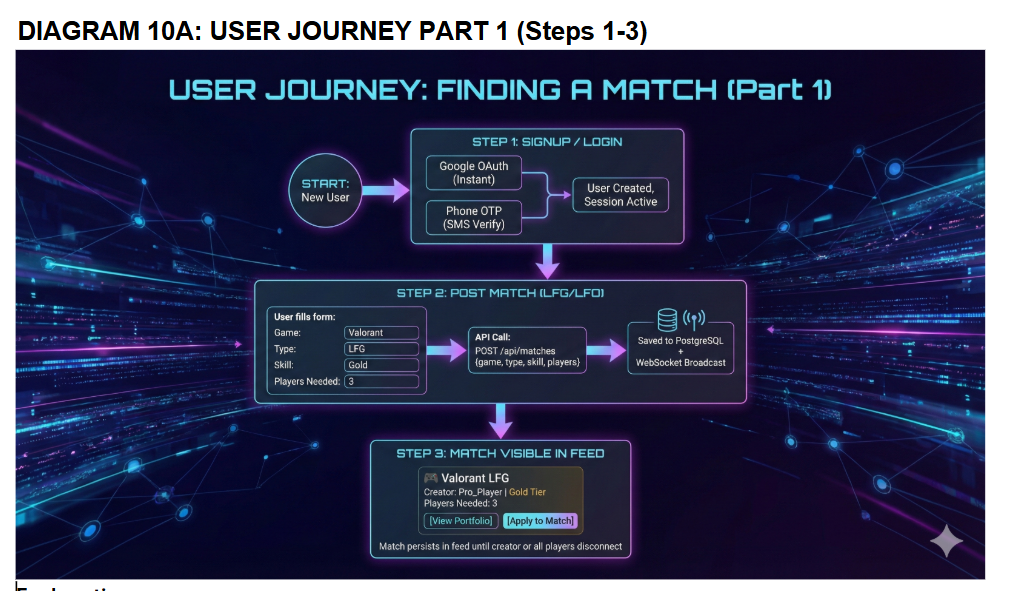 DIAGRAM 10A: USER JOURNEY PART 1 (Steps 1-3)
USER JOURNEY: FINDING A MATCH (Part 1)
START:
New User
STEP 1: SIGNUP / LOGIN
Google OAuth
(Instant)
Phone OTP
(SMS Verify)
User Created,
Session Active
STEP 2: POST MATCH (LFG/LFO)
User fills form:
Game: Valorant
Type: LFG
Skill: Gold
Players Needed: 3
API Call:
POST /api/matches
{game, type, skill, players}
Saved to PostgreSQL
+
WebSocket Broadcast
STEP 3: MATCH VISIBLE IN FEED
Valorant LFG
Creator: Pro_Player | Gold Tier
Players Needed: 3
[View Portfolio] [Apply to Match]
Match persists in feed until creator or all players disconnect